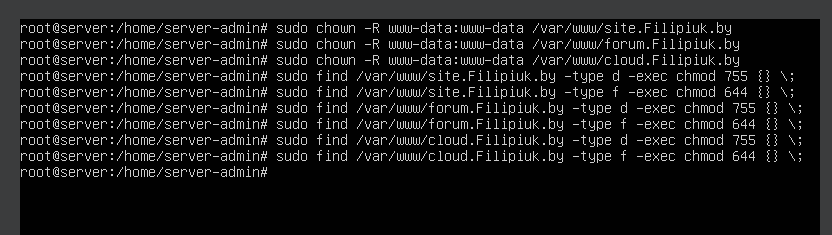 root@server:/home/server-admin# sudo chown -R www-data:www-data /var/www/site.Filipiuk.by
root@server:/home/server-admin# sudo chown -R www-data:www-data /var/www/forum.Filipiuk.by
root@server:/home/server-admin# sudo chown -R www-data:www-data /var/www/cloud.Filipiuk.by
root@server:/home/server-admin# sudo find /var/www/site.Filipiuk.by -type d -exec chmod 755 {} \;
root@server:/home/server-admin# sudo find /var/www/site.Filipiuk.by -type f -exec chmod 644 {} \;
root@server:/home/server-admin# sudo find /var/www/forum.Filipiuk.by -type d -exec chmod 755 {} \;
root@server:/home/server-admin# sudo find /var/www/forum.Filipiuk.by -type f -exec chmod 644 {} \;
root@server:/home/server-admin# sudo find /var/www/cloud.Filipiuk.by -type d -exec chmod 755 {} \;
root@server:/home/server-admin# sudo find /var/www/cloud.Filipiuk.by -type f -exec chmod 644 {} \;
root@server:/home/server-admin#